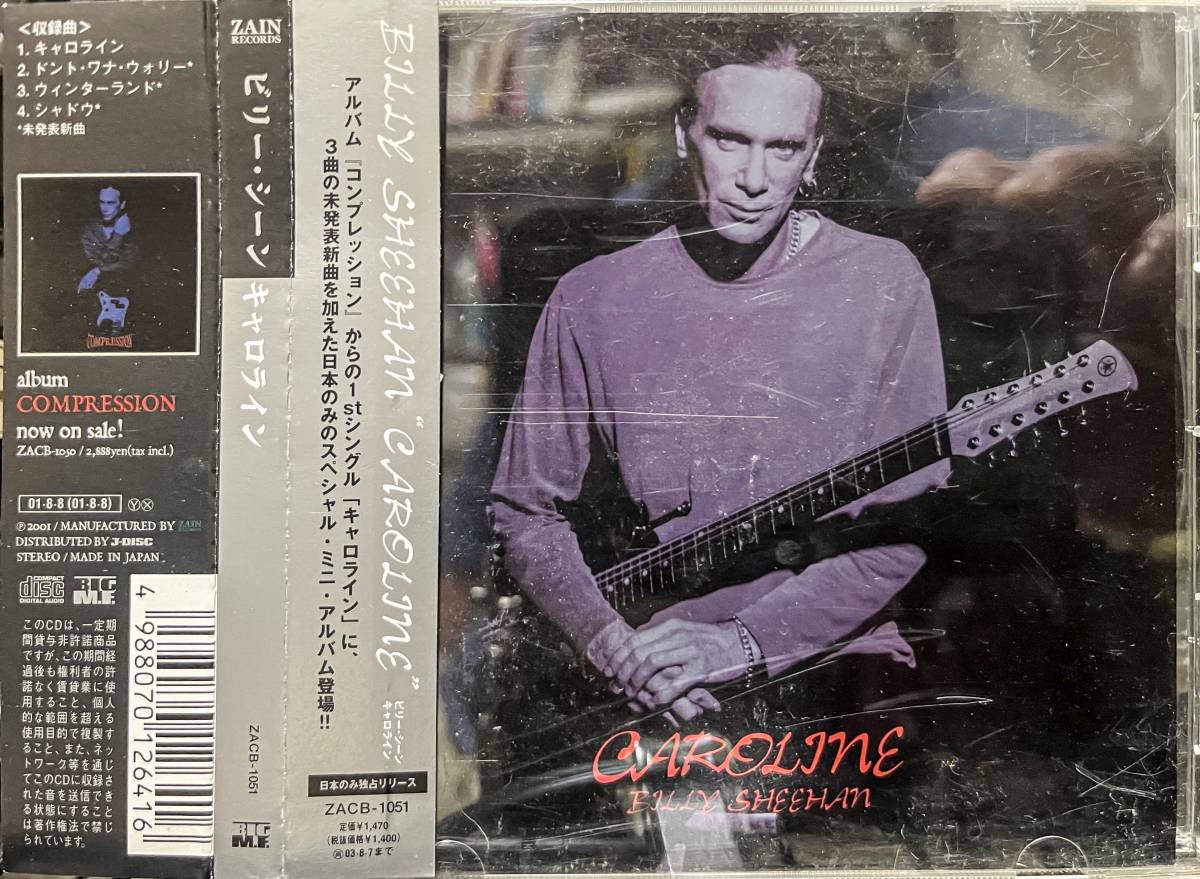 <収録曲>
1. キャロライン
2. ドント・ワナ・ウォリー*
3. ウィンターランド*
4. シャドウ*
*未発表新曲
COMPRESSION
album
COMPRESSION
now on sale!
ZACB-1050 / 2,888yen(tax incl.)
01・8・8 (01・8・8) Ⓨ Ⓧ
Ⓟ 2001 / MANUFACTURED BY ZAIN
DISTRIBUTED BY J-DISC
STEREO / MADE IN JAPAN
COMPACT
disc
DIGITAL AUDIO
BIG
M.F.
このCDは、一定期
間貸与非許諾商品
ですが、この期間経
過後も権利者の許
諾なく賃貸業に使
用すること、個人
的な範囲を超える
使用目的で複製す
ること、また、ネッ
トワーク等を通じ
てこのCDに収録さ
れた音を送信でき
る状態にすること
は著作権法で禁じ
られています。
4 988070 126416
ZAIN
RECORDS
ビリー・シーン キャロライン
ZACB-1051
BIG
M.F.
BILLY SHEEHAN "CAROLINE"
ビリー・シーン
キャロライン
アルバム『コンプレッション』からの1stシングル「キャロライン」に、
3曲の未発表新曲を加えた日本のみのスペシャル・ミニ・アルバム登場!!
日本のみ独占リリース
ZACB-1051
定価¥1,470
(税抜価格¥1,400)
再 03・8・7まで
CAROLINE
BILLY SHEEHAN